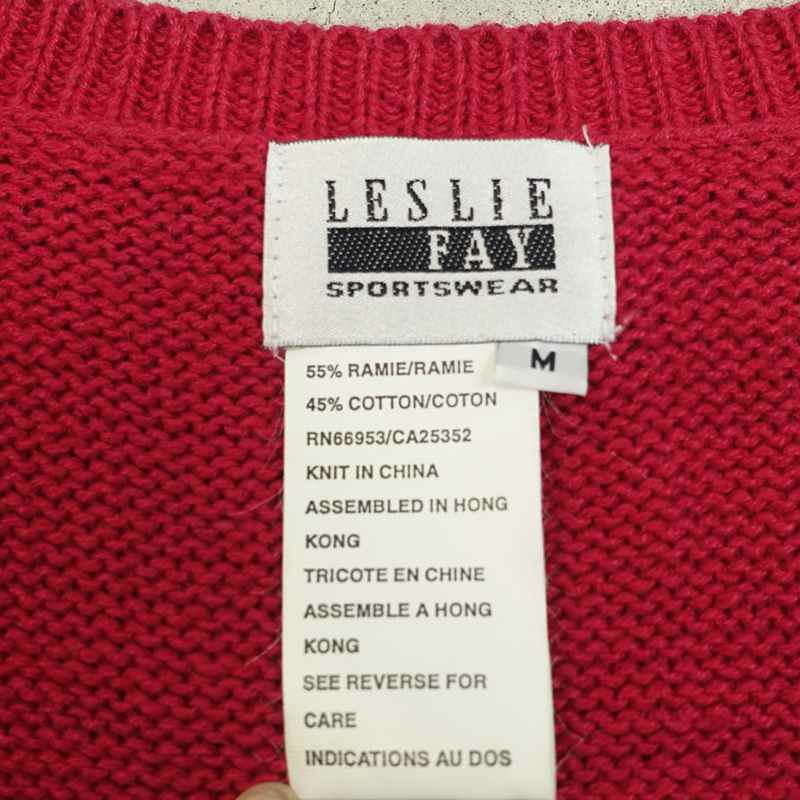 LESLIE
FAY
SPORTSWEAR
M
55% RAMIE/RAMIE
45% COTTON/COTON
RN66953/CA25352
KNIT IN CHINA
ASSEMBLED IN HONG
KONG
TRICOTE EN CHINE
ASSEMBLE A HONG
KONG
SEE REVERSE FOR
CARE
INDICATIONS AU DOS